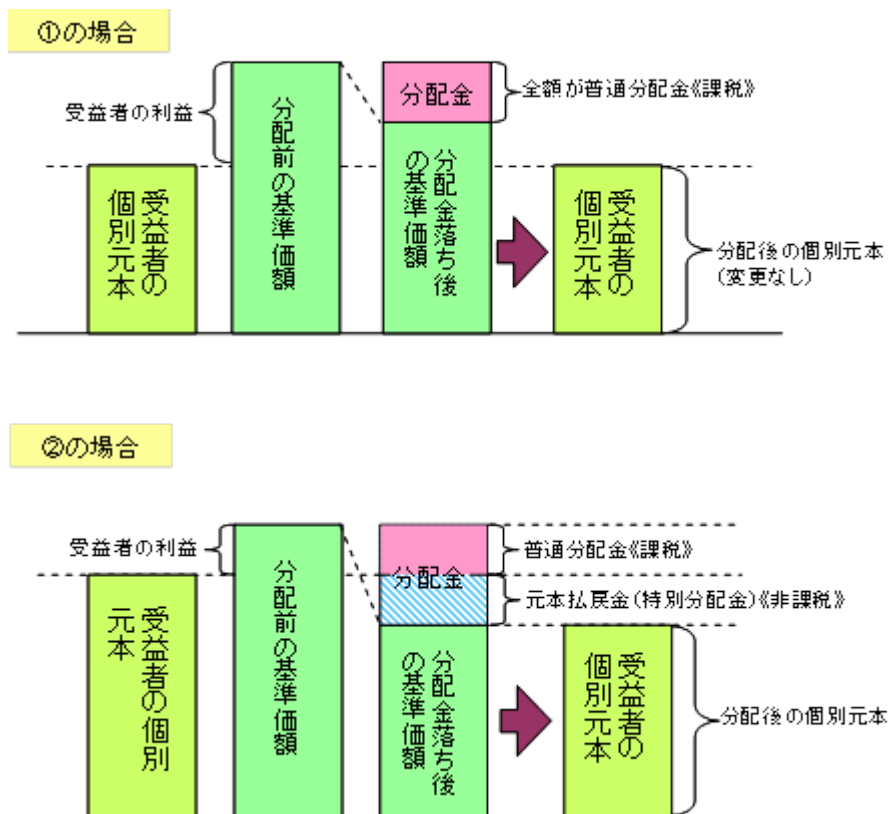 ①の場合
受益者の利益
受益者の
個別元本
分配前の基準価額
分配金
分配金落ち後
の基準価額
全額が普通分配金《課税》
受益者の
個別元本
分配後の個別元本
(変更なし)
②の場合
受益者の利益
受益者の個別
元本
分配前の基準価額
分配金
分配金落ち後
の基準価額
普通分配金《課税》
元本払戻金(特別分配金)《非課税》
受益者の
個別元本
分配後の個別元本